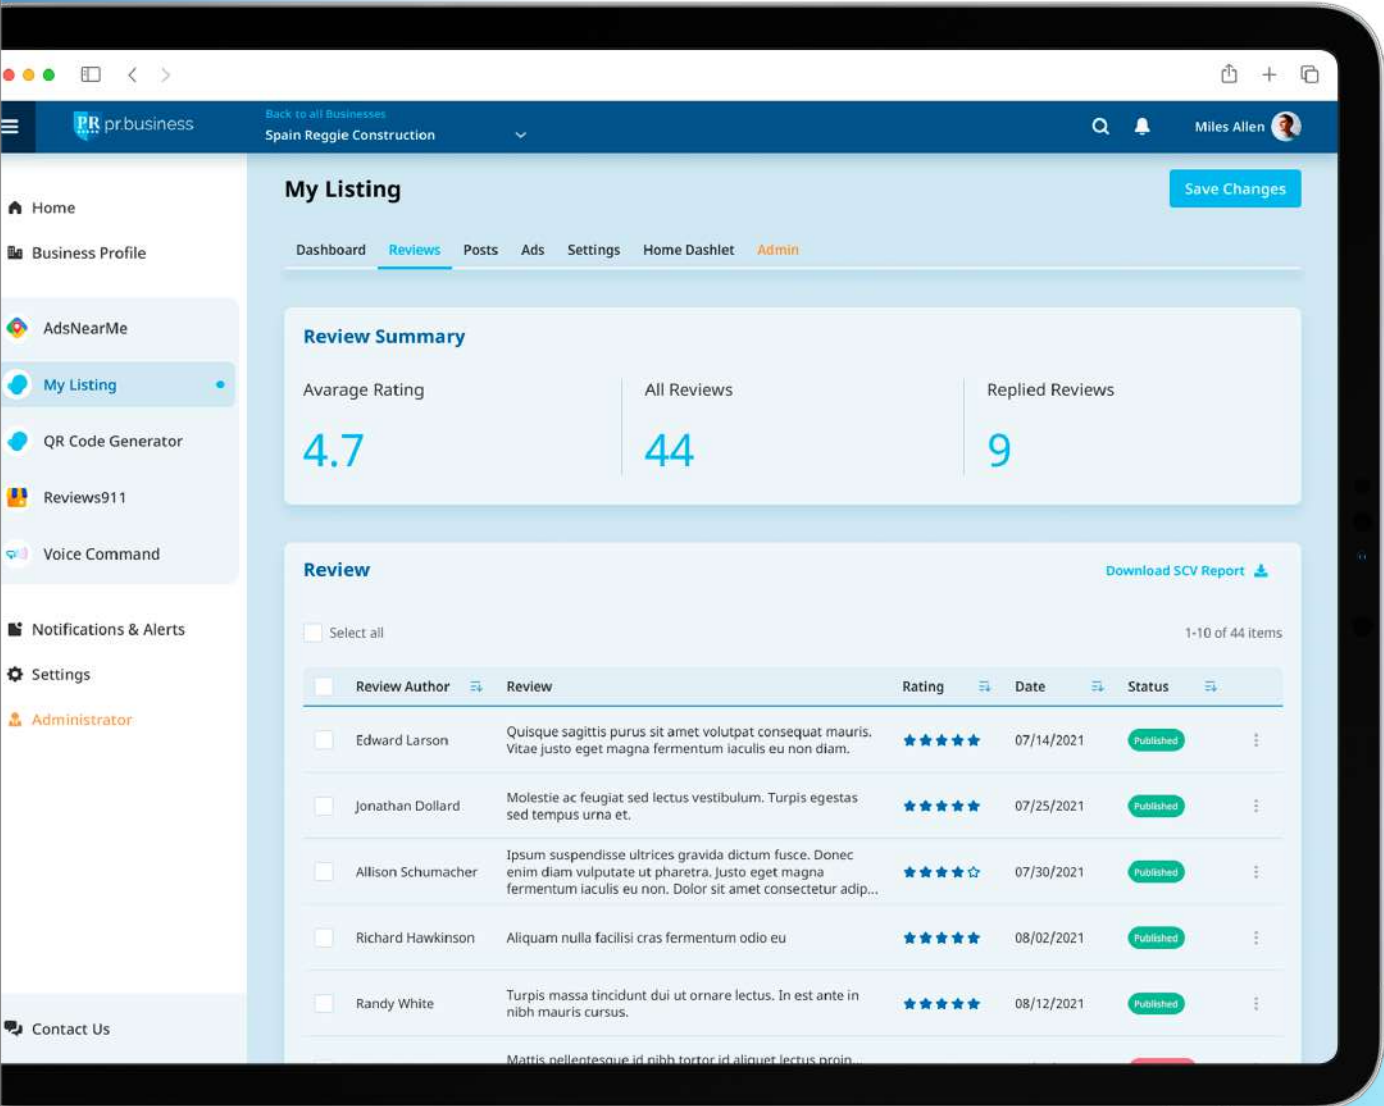 PR pr.business
Back to all Businesses
Spain Reggie Construction
Miles Allen
Home
Business Profile
AdsNearMe
My Listing
QR Code Generator
Reviews911
Voice Command
Notifications & Alerts
Settings
Administrator
Contact Us
My Listing
Save Changes
Dashboard Reviews Posts Ads Settings Home Dashlet Admin
Review Summary
Avarage Rating
4.7
All Reviews
44
Replied Reviews
9
Review
Download SCV Report
Select all
1-10 of 44 items
Review Author Review Rating Date Status
Edward Larson
Quisque sagittis purus sit amet volutpat consequat mauris.
Vitae justo eget magna fermentum iaculis eu non diam.
07/14/2021
Published
Jonathan Dollard
Molestie ac feugiat sed lectus vestibulum. Turpis egestas
sed tempus urna et.
07/25/2021
Published
Allison Schumacher
Ipsum suspendisse ultrices gravida dictum fusce. Donec
enim diam vulputate ut pharetra. Justo eget magna
fermentum iaculis eu non. Dolor sit amet consectetur adip...
07/30/2021
Published
Richard Hawkinson
Aliquam nulla facilisi cras fermentum odio eu
08/02/2021
Published
Randy White
Turpis massa tincidunt dui ut ornare lectus. In est ante in
nibh mauris cursus.
08/12/2021
Published
Mattis pellentesque id nibh tortor id aliquet lectus proin...